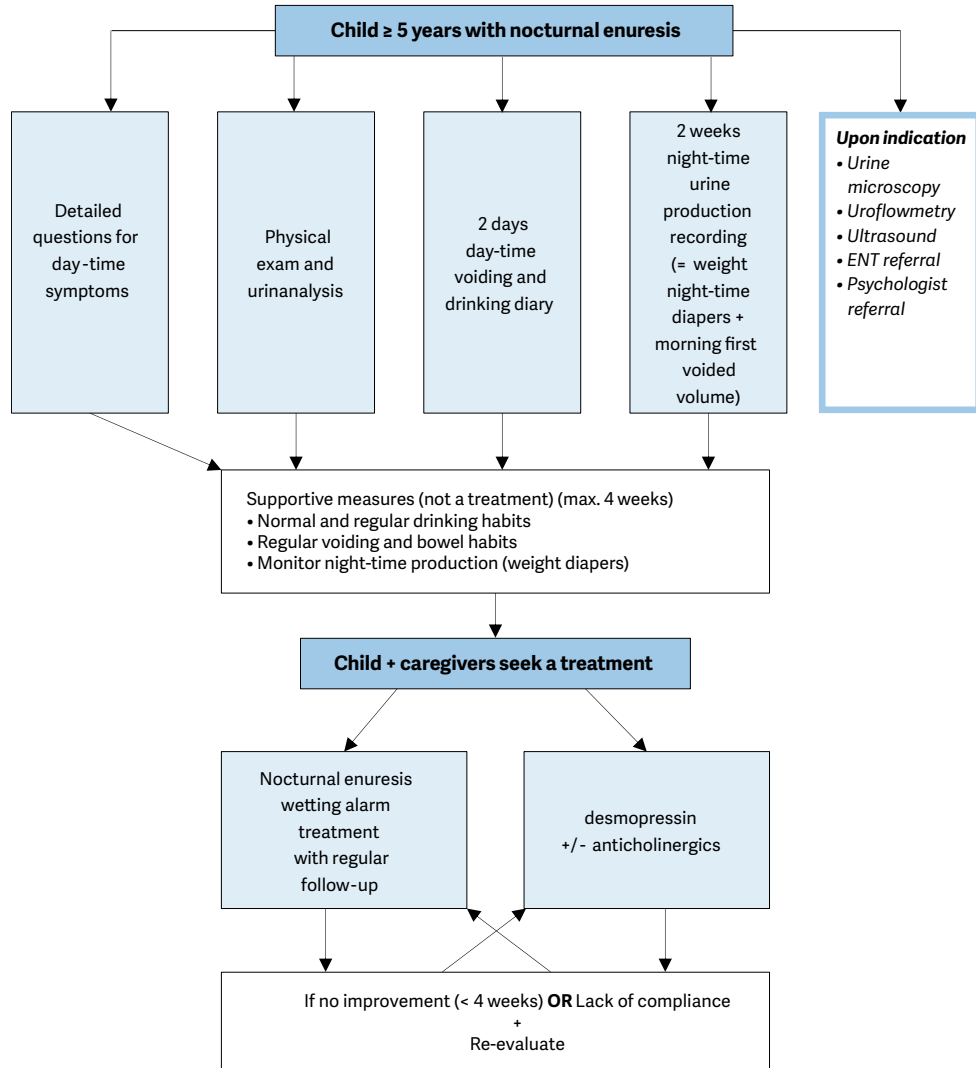 Child ≥ 5 years with nocturnal enuresis
Detailed
questions for
day-time
symptoms
Physical
exam and
urinanalysis
2 days
day-time
voiding and
drinking diary
2 weeks
night-time
urine
production
recording
(= weight
night-time
diapers +
morning first
voided
volume)
Upon indication
• Urine
microscopy
• Uroflowmetry
• Ultrasound
• ENT referral
• Psychologist
referral
Supportive measures (not a treatment) (max. 4 weeks)
• Normal and regular drinking habits
• Regular voiding and bowel habits
• Monitor night-time production (weight diapers)
Child + caregivers seek a treatment
Nocturnal enuresis
wetting alarm
treatment
with regular
follow-up
desmopressin
+/- anticholinergics
If no improvement (< 4 weeks) OR Lack of compliance
+
Re-evaluate